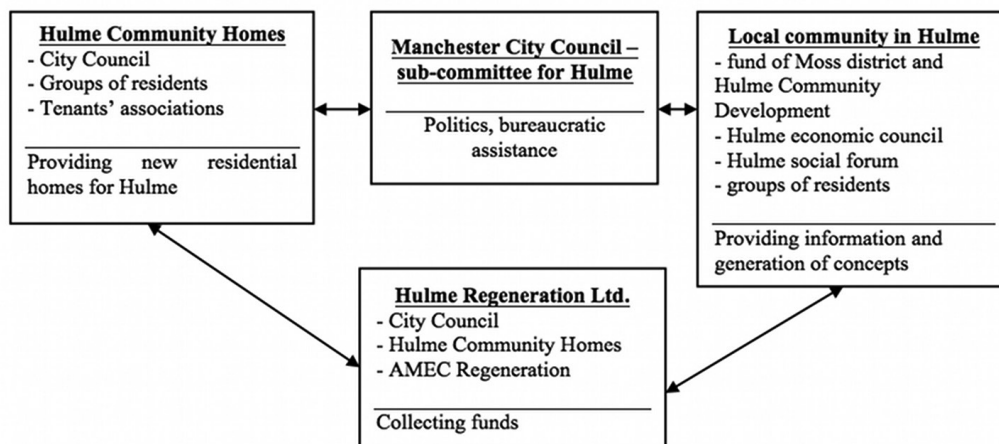 Hulme Community Homes
- City Council
- Groups of residents
- Tenants' associations
Providing new residential
homes for Hulme
Manchester City Council –
sub-committee for Hulme
Politics, bureaucratic
assistance
Local community in Hulme
- fund of Moss district and
Hulme Community
Development
- Hulme economic council
- Hulme social forum
- groups of residents
Providing information and
generation of concepts
Hulme Regeneration Ltd.
- City Council
- Hulme Community Homes
- AMEC Regeneration
Collecting funds